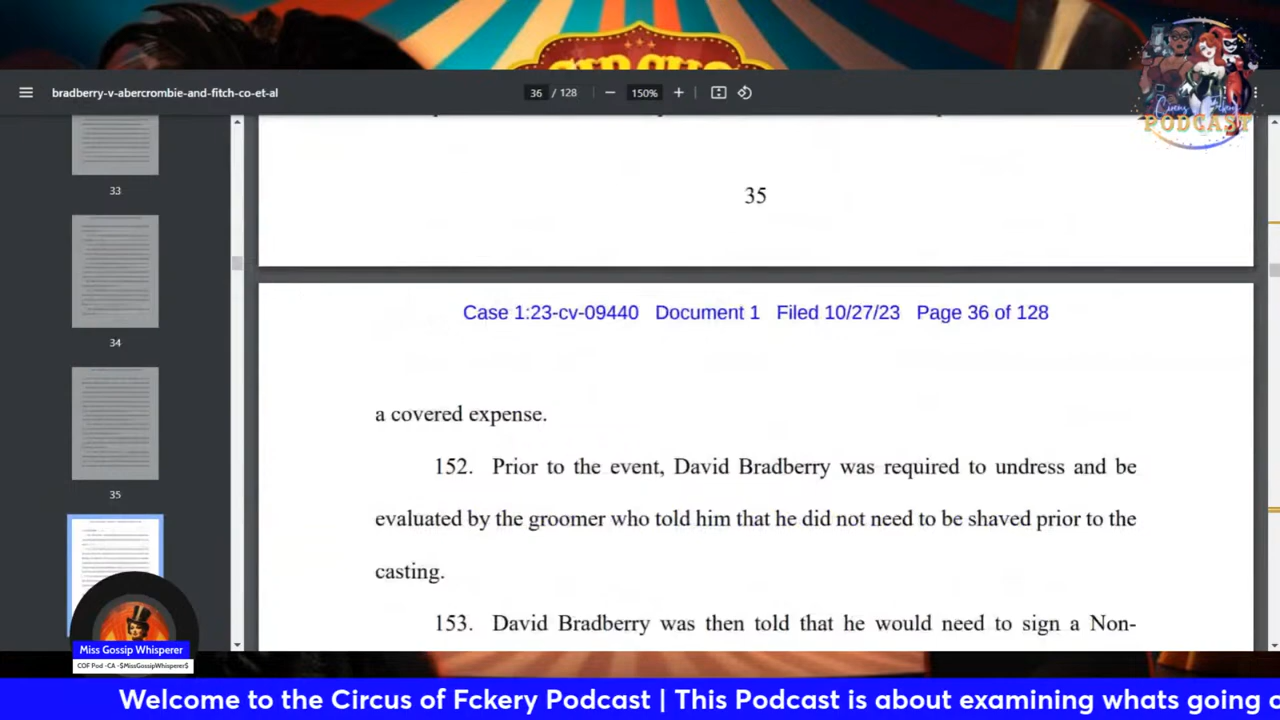 bradberry-v-abercrombie-and-fitch-co-et-al
36 / 128
150%
PODCAST
33
34
35
35
Case 1:23-cv-09440 Document 1 Filed 10/27/23 Page 36 of 128
a covered expense.
152. Prior to the event, David Bradberry was required to undress and be
evaluated by the groomer who told him that he did not need to be shaved prior to the
casting.
153. David Bradberry was then told that he would need to sign a Non-
Miss Gossip Whisperer
COF Pod -CA -$MissGossipWhisperer$
Welcome to the Circus of Fckery Podcast | This Podcast is about examining whats going